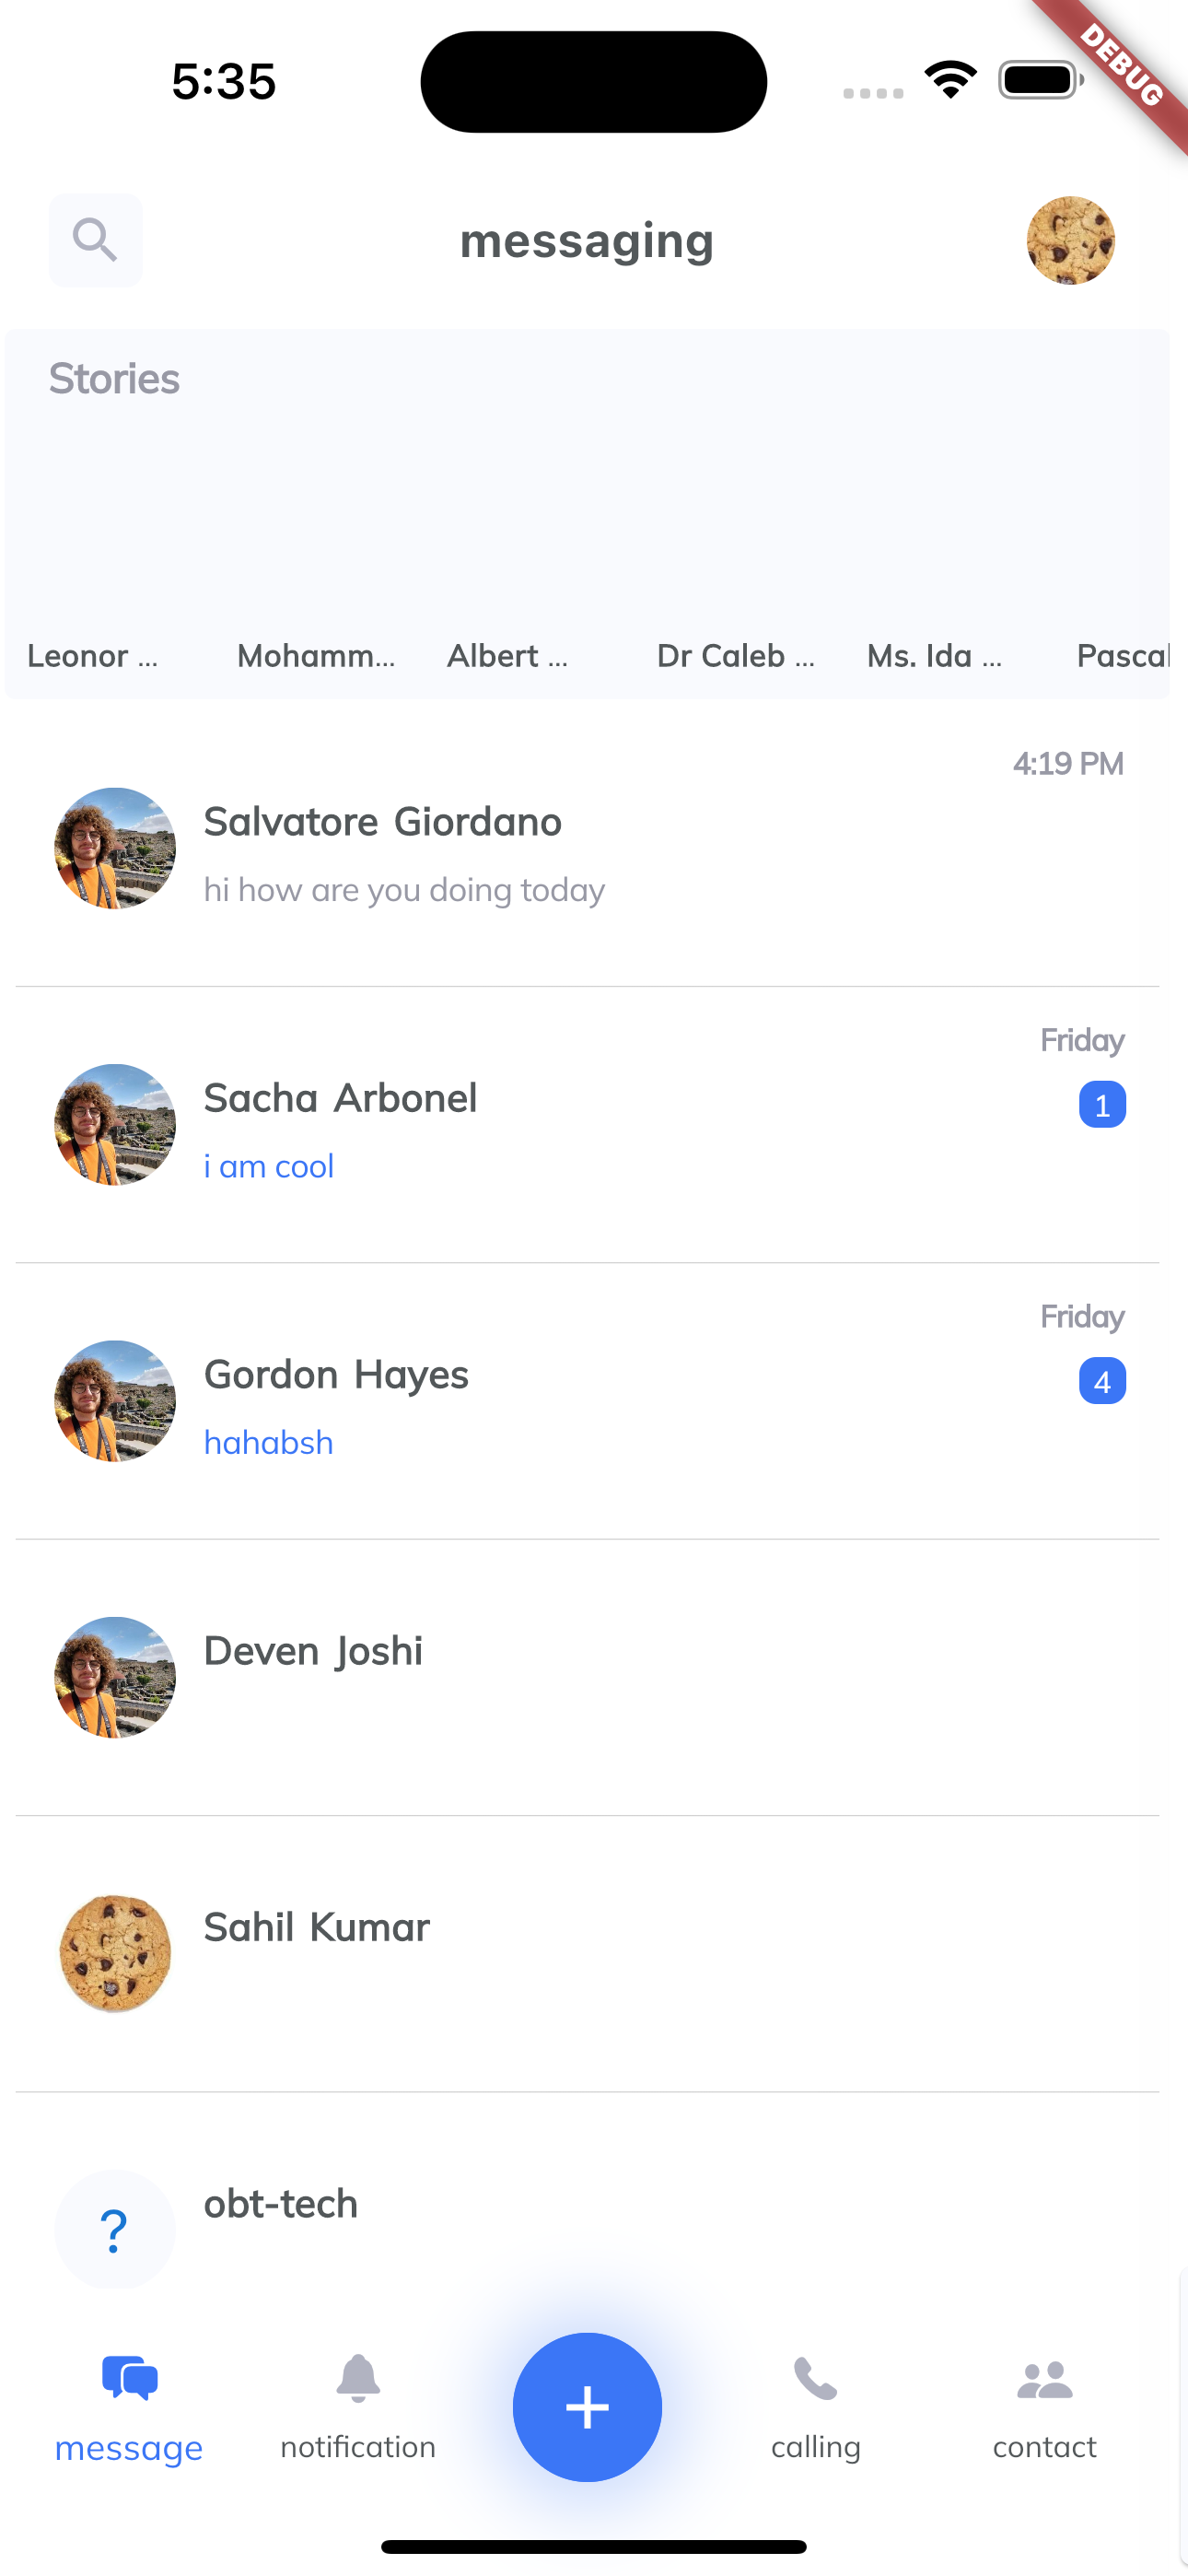 5:35
DEBUG
messaging
Stories
Leonor ... Mohamm... Albert ... Dr Caleb ... Ms. Ida ... Pascal
4:19 PM
Salvatore Giordano
hi how are you doing today
Friday
Sacha Arbonel
1
i am cool
Friday
Gordon Hayes
4
hahabsh
Deven Joshi
Sahil Kumar
obt-tech
?
message notification + calling contact